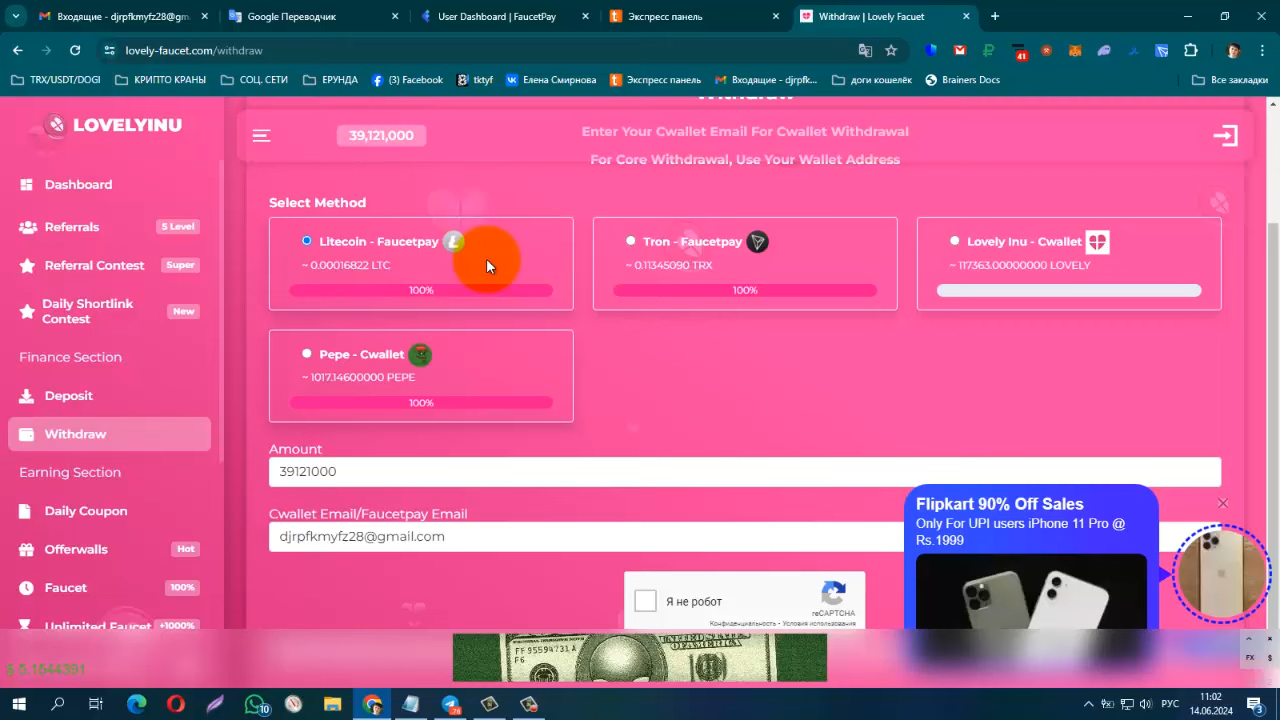 Входящие - djrpfkmyfz28@gm
Google Переводчик
User Dashboard | FaucetPay
Экспресс панель
Withdraw | Lovely Facuet
lovely-faucet.com/withdraw
41
TRX/USDT/DOGI
КРИПТО КРАНЫ
СОЦ. СЕТИ
ЕРУНДА
(3) Facebook
tktyf
Елена Смирнова
Экспресс панель
Входящие - djrpfk...
доги кошелёк
Brainers Docs
Все закладки
LOVELYINU
39,121,000
Withdraw
Enter Your Cwallet Email For Cwallet Withdrawal
For Core Withdrawal, Use Your Wallet Address
Dashboard
Referrals 5 Level
Referral Contest Super
Daily Shortlink
Contest New
Finance Section
Deposit
Withdraw
Earning Section
Daily Coupon
Offerwalls Hot
Faucet 100%
Unlimited Faucet +1000%
Select Method
Litecoin - Faucetpay
~ 0.00016822 LTC
100%
Tron - Faucetpay
~ 0.11345090 TRX
100%
Lovely Inu - Cwallet
~ 117363.00000000 LOVELY
Pepe - Cwallet
~ 1017.14600000 PEPE
100%
Amount
39121000
Cwallet Email/Faucetpay Email
djrpfkmyfz28@gmail.com
Flipkart 90% Off Sales
Only For UPI users iPhone 11 Pro @
Rs.1999
Я не робот
reCAPTCHA
Конфиденциальность - Условия использования
$ 5.1544391
FF95594731A
F6
FX $
10
РУС
11:02
14.06.2024